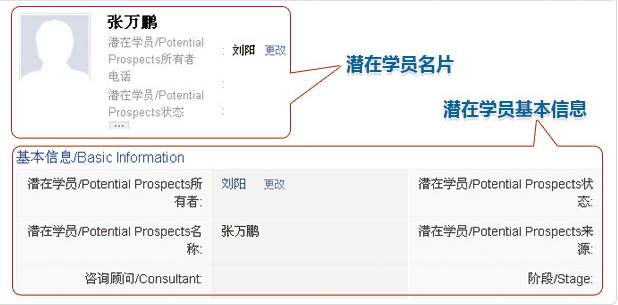 张万鹏
潜在学员/Potential
Prospects所有者 : 刘阳 更改
电话 :
潜在学员/Potential
Prospects状态 :
潜在学员名片
潜在学员基本信息
基本信息/Basic Information
潜在学员/Potential Prospects所有者: 刘阳 更改 潜在学员/Potential Prospects状态:
潜在学员/Potential Prospects名称: 张万鹏 潜在学员/Potential Prospects来源:
咨询顾问/Consultant: 阶段/Stage: